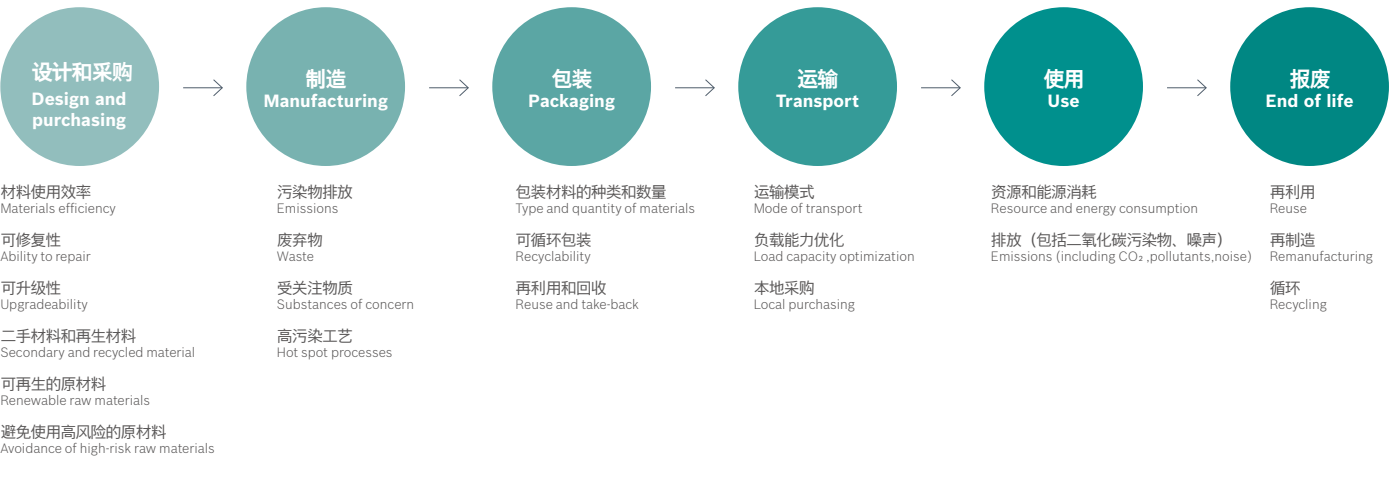 设计和采购
Design and
purchasing
制造
Manufacturing
包装
Packaging
运输
Transport
使用
Use
报废
End of life
材料使用效率
Materials efficiency
可修复性
Ability to repair
可升级性
Upgradeability
二手材料和再生材料
Secondary and recycled material
可再生的原材料
Renewable raw materials
避免使用高风险的原材料
Avoidance of high-risk raw materials
污染物排放
Emissions
废弃物
Waste
受关注物质
Substances of concern
高污染工艺
Hot spot processes
包装材料的种类和数量
Type and quantity of materials
可循环包装
Recyclability
再利用和回收
Reuse and take-back
运输模式
Mode of transport
负载能力优化
Load capacity optimization
本地采购
Local purchasing
资源和能源消耗
Resource and energy consumption
排放（包括二氧化碳污染物、噪声）
Emissions (including CO₂ ,pollutants,noise)
再利用
Reuse
再制造
Remanufacturing
循环
Recycling